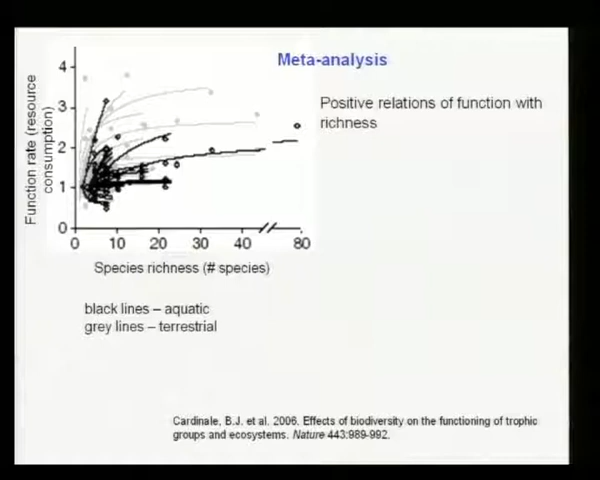 Meta-analysis
Positive relations of function with
richness
Function rate (resource
consumption)
4
3
2
1
0
0 10 20 30 40 80
Species richness (# species)
black lines – aquatic
grey lines – terrestrial
Cardinale, B.J. et al. 2006. Effects of biodiversity on the functioning of trophic
groups and ecosystems. Nature 443:989-992.